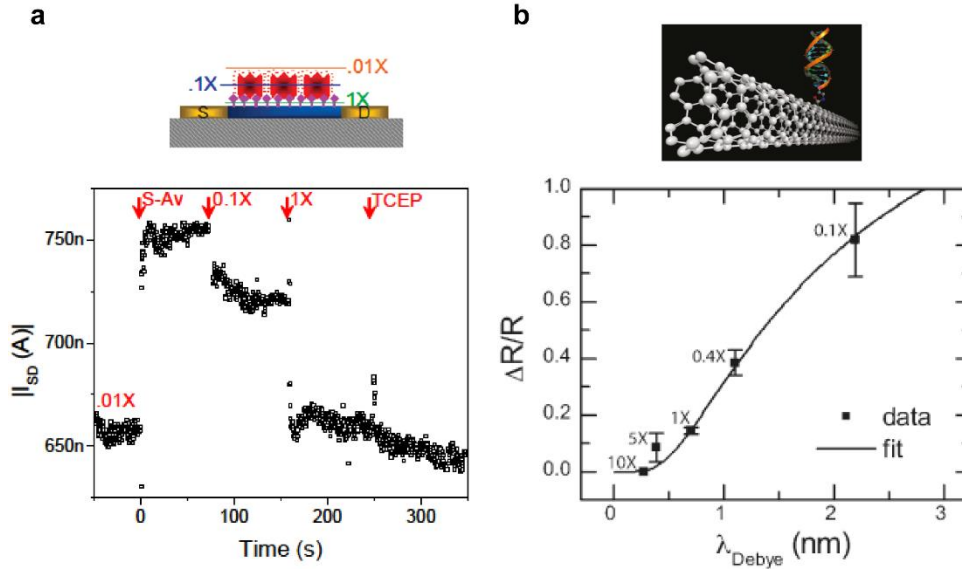 a
.01X
.1X
1X
S
D
S-Av
0.1X
1X
TCEP
750n
700n
650n
.01X
|I_SD (A)|
0
100
200
300
Time (s)
b
1.0
0.8
0.6
0.4
0.2
0.0
0.1X
0.4X
1X
5X
10X
data
fit
ΔR/R
0
1
2
3
λ_Debye (nm)